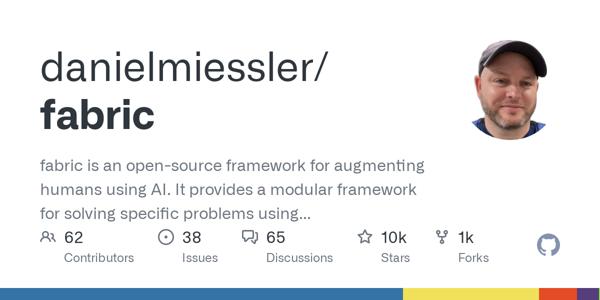 danielmiessler/
fabric
fabric is an open-source framework for augmenting
humans using AI. It provides a modular framework
for solving specific problems using...
62 38 65 10k 1k
Contributors Issues Discussions Stars Forks